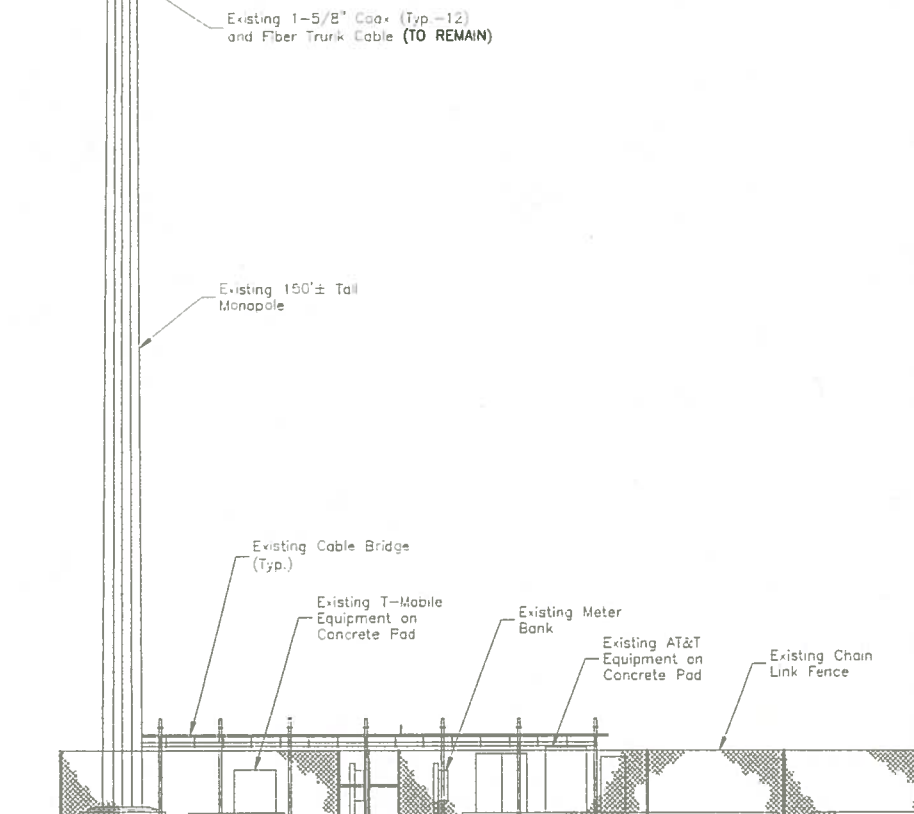 Existing 1-5/8" Coax (Typ.-12)
and Fiber Trunk Cable (TO REMAIN)
Existing 150'± Tall
Monopole
Existing Cable Bridge
(Typ.)
Existing T-Mobile
Equipment on
Concrete Pad
Existing Meter
Bank
Existing AT&T
Equipment on
Concrete Pad
Existing Chain
Link Fence